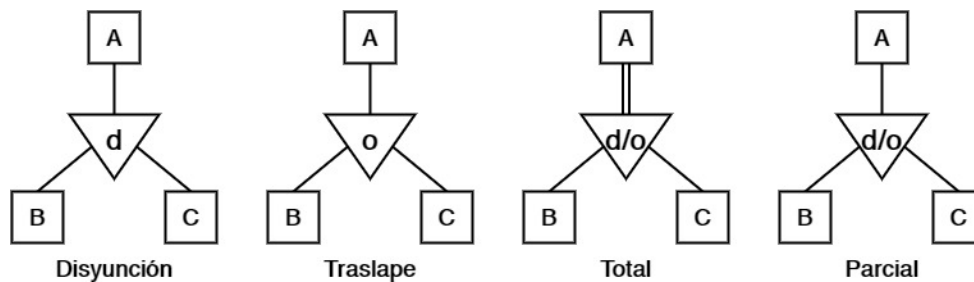 A A A A
d o d/o d/o
B C B C B C B C
Disyunción Traslape Total Parcial